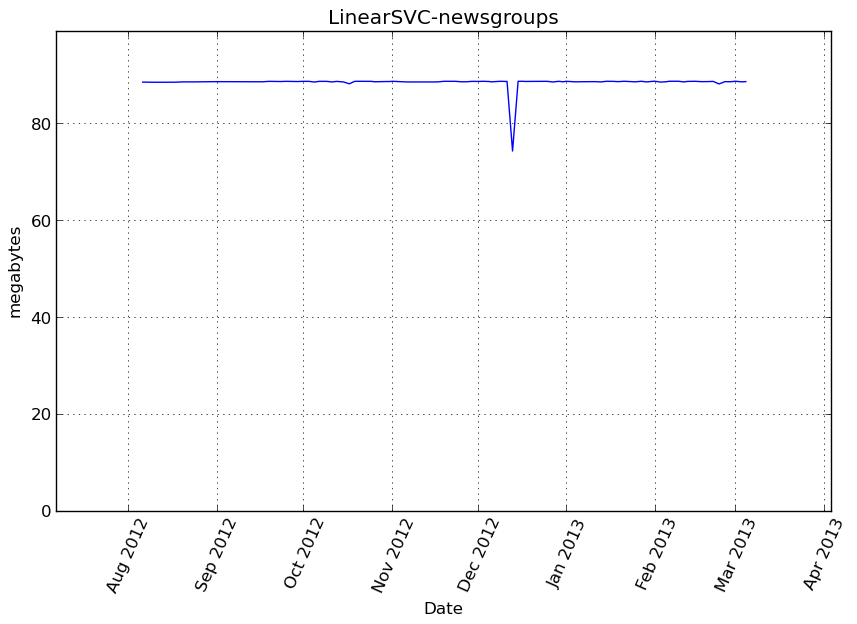 LinearSVC-newsgroups
megabytes
80
60
40
20
0
Aug 2012
Sep 2012
Oct 2012
Nov 2012
Dec 2012
Jan 2013
Feb 2013
Mar 2013
Apr 2013
Date